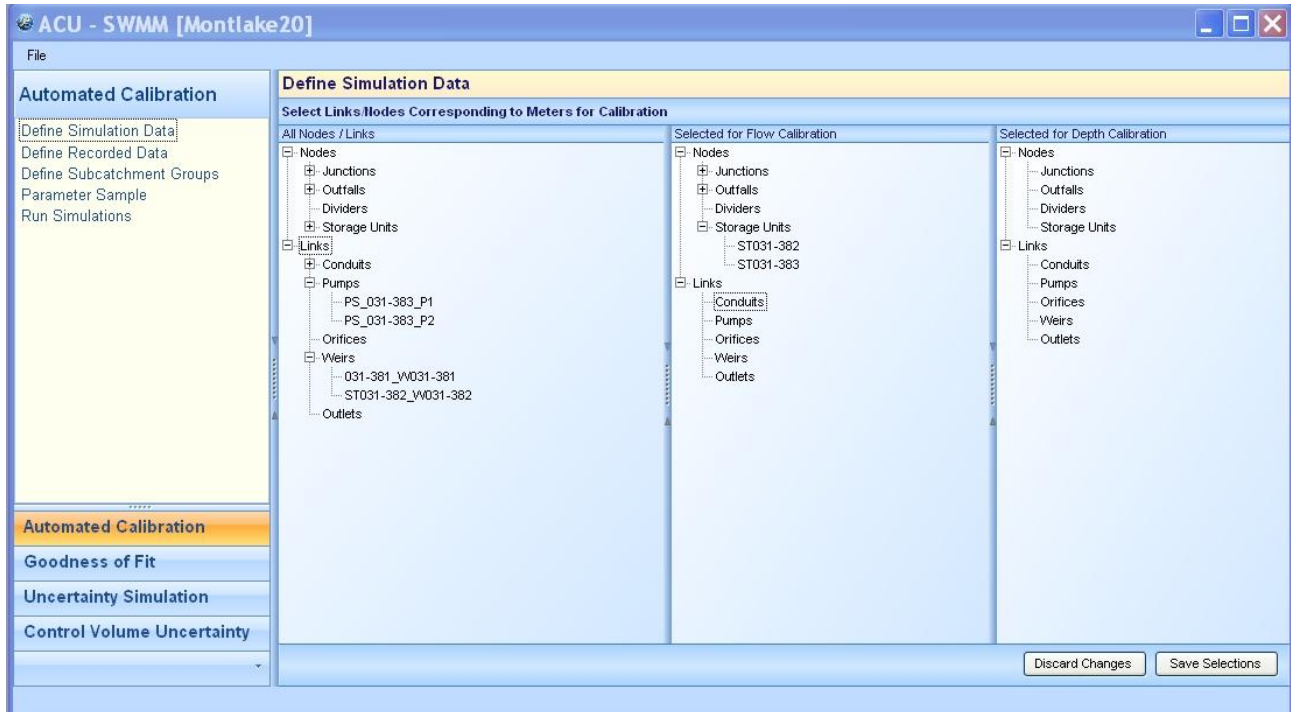 ACU - SWMM [Montlake20]
File
Automated Calibration
Define Simulation Data
Define Recorded Data
Define Subcatchment Groups
Parameter Sample
Run Simulations
Automated Calibration
Goodness of Fit
Uncertainty Simulation
Control Volume Uncertainty
Define Simulation Data
Select Links/Nodes Corresponding to Meters for Calibration
All Nodes / Links
Nodes
Junctions
Outfalls
Dividers
Storage Units
Links
Conduits
Pumps
PS_031-383_P1
PS_031-383_P2
Orifices
Weirs
031-381_W031-381
ST031-382_W031-382
Outlets
Selected for Flow Calibration
Nodes
Junctions
Outfalls
Dividers
Storage Units
ST031-382
ST031-383
Links
Conduits
Pumps
Orifices
Weirs
Outlets
Selected for Depth Calibration
Nodes
Junctions
Outfalls
Dividers
Storage Units
Links
Conduits
Pumps
Orifices
Weirs
Outlets
Discard Changes
Save Selections